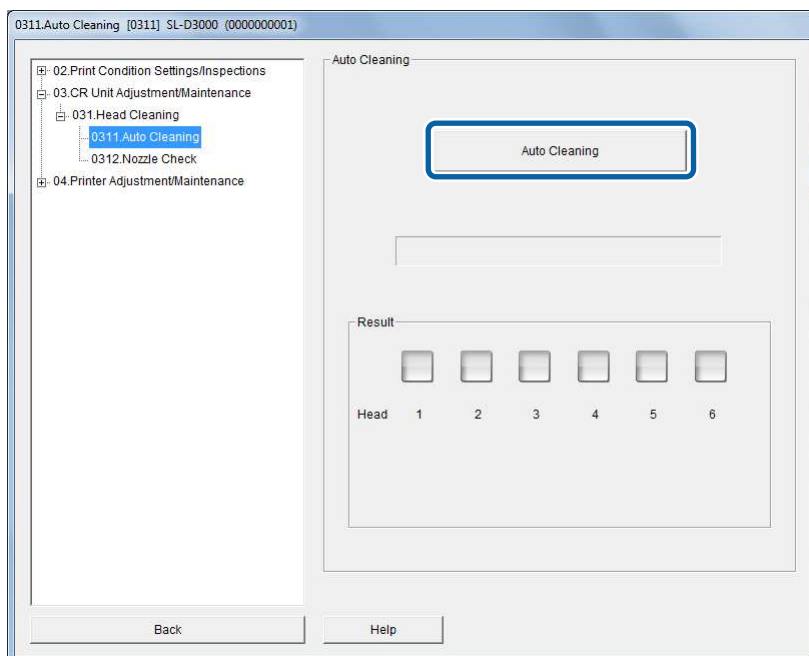 0311.Auto Cleaning [0311] SL-D3000 (0000000001)
02.Print Condition Settings/Inspections
03.CR Unit Adjustment/Maintenance
031.Head Cleaning
0311.Auto Cleaning
0312.Nozzle Check
04.Printer Adjustment/Maintenance
Auto Cleaning
Auto Cleaning
Result
Head 1 2 3 4 5 6
Back Help